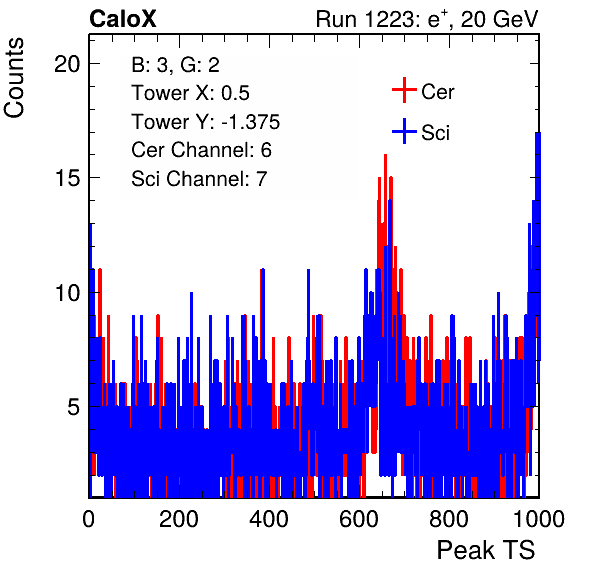 CaloX Run 1223: e+, 20 GeV
Counts
20
15
10
5
B: 3, G: 2
Tower X: 0.5
Tower Y: -1.375
Cer Channel: 6
Sci Channel: 7
Cer
Sci
0 200 400 600 800 1000
Peak TS